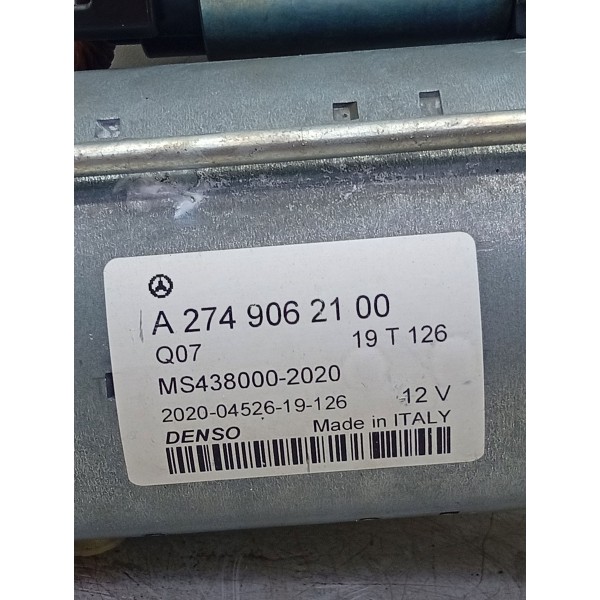 A 274 906 21 00
Q07 19 T 126
MS438000-2020
2020-04526-19-126 12 V
DENSO Made in ITALY